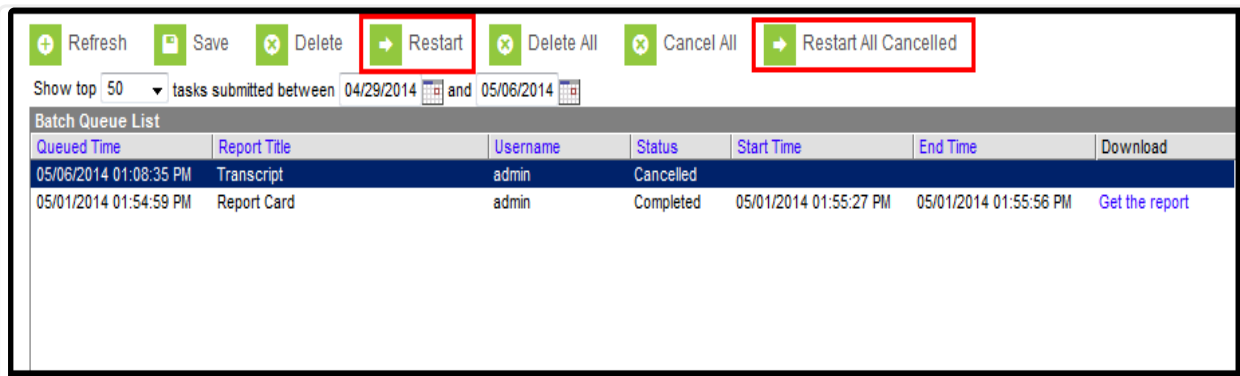 Refresh Save Delete Restart Delete All Cancel All Restart All Cancelled
Show top 50 tasks submitted between 04/29/2014 and 05/06/2014
Batch Queue List
Queued Time Report Title Username Status Start Time End Time Download
05/06/2014 01:08:35 PM Transcript admin Cancelled
05/01/2014 01:54:59 PM Report Card admin Completed 05/01/2014 01:55:27 PM 05/01/2014 01:55:56 PM Get the report